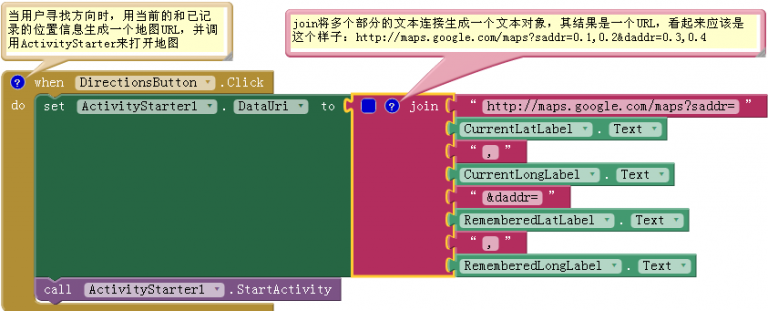 当用户寻找方向时，用当前的和已记
录的位置信息生成一个地图URL，并调
用ActivityStarter来打开地图
join将多个部分的文本连接生成一个文本对象，其结果是一个URL，看起来应该是
这个样子：http://maps.google.com/maps?saddr=0.1,0.2&daddr=0.3,0.4
? when DirectionsButton .Click
do set ActivityStarter1 . DataUri to ? join “ http://maps.google.com/maps?saddr= ”
CurrentLatLabel . Text
“ , ”
CurrentLongLabel . Text
“ &daddr= ”
RememberedLatLabel . Text
“ , ”
RememberedLongLabel . Text
call ActivityStarter1 .StartActivity